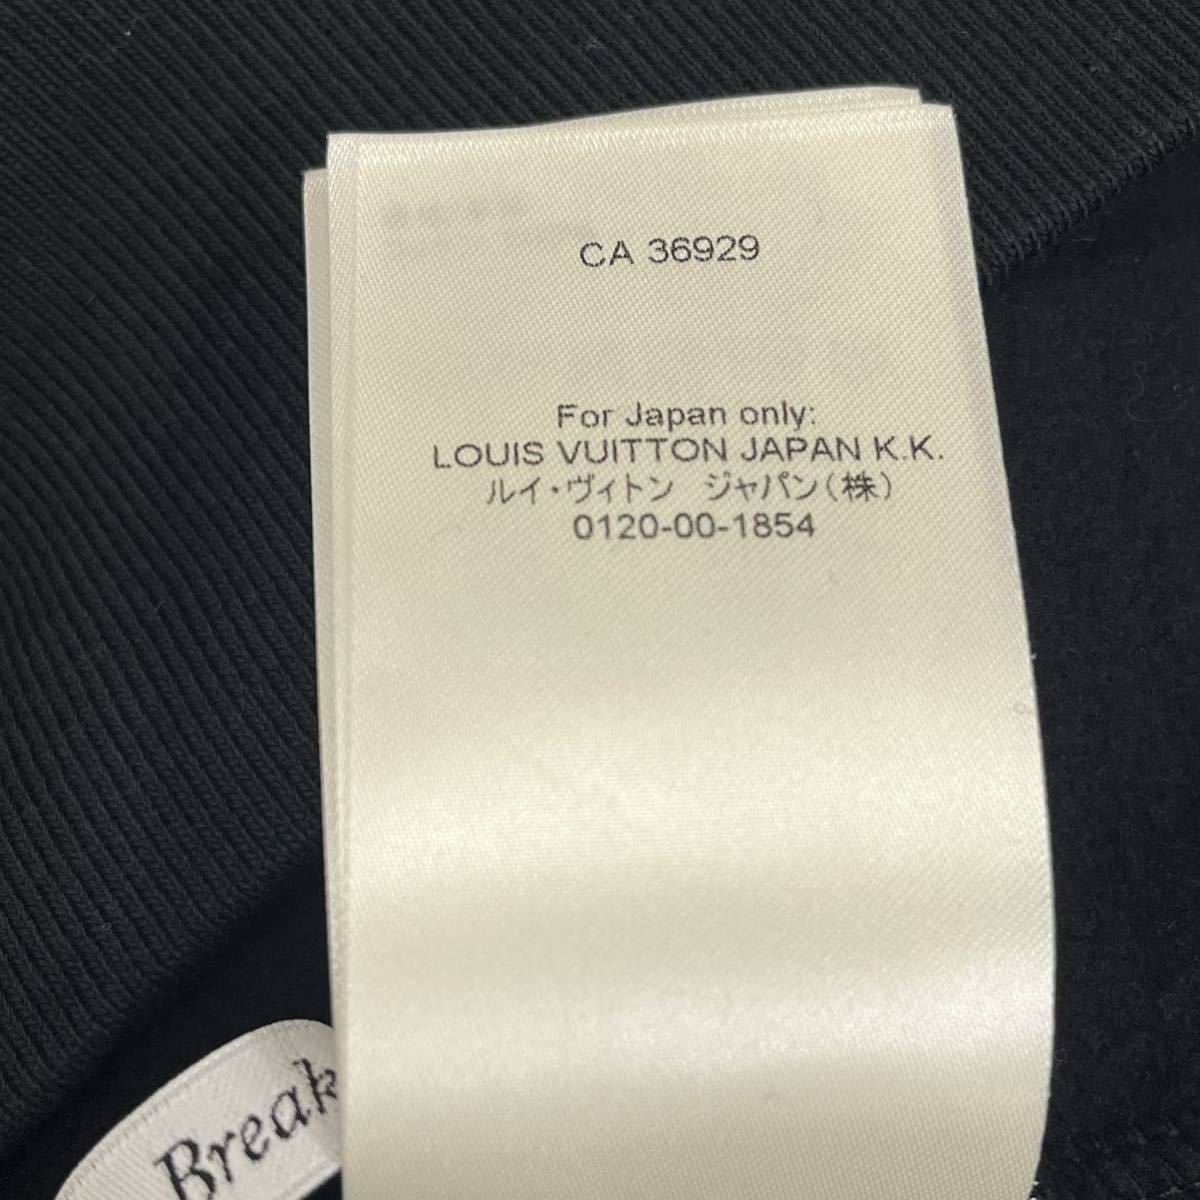 CA 36929
For Japan only:
LOUIS VUITTON JAPAN K.K.
ルイ・ヴィトン　ジャパン(株)
0120-00-1854
Break